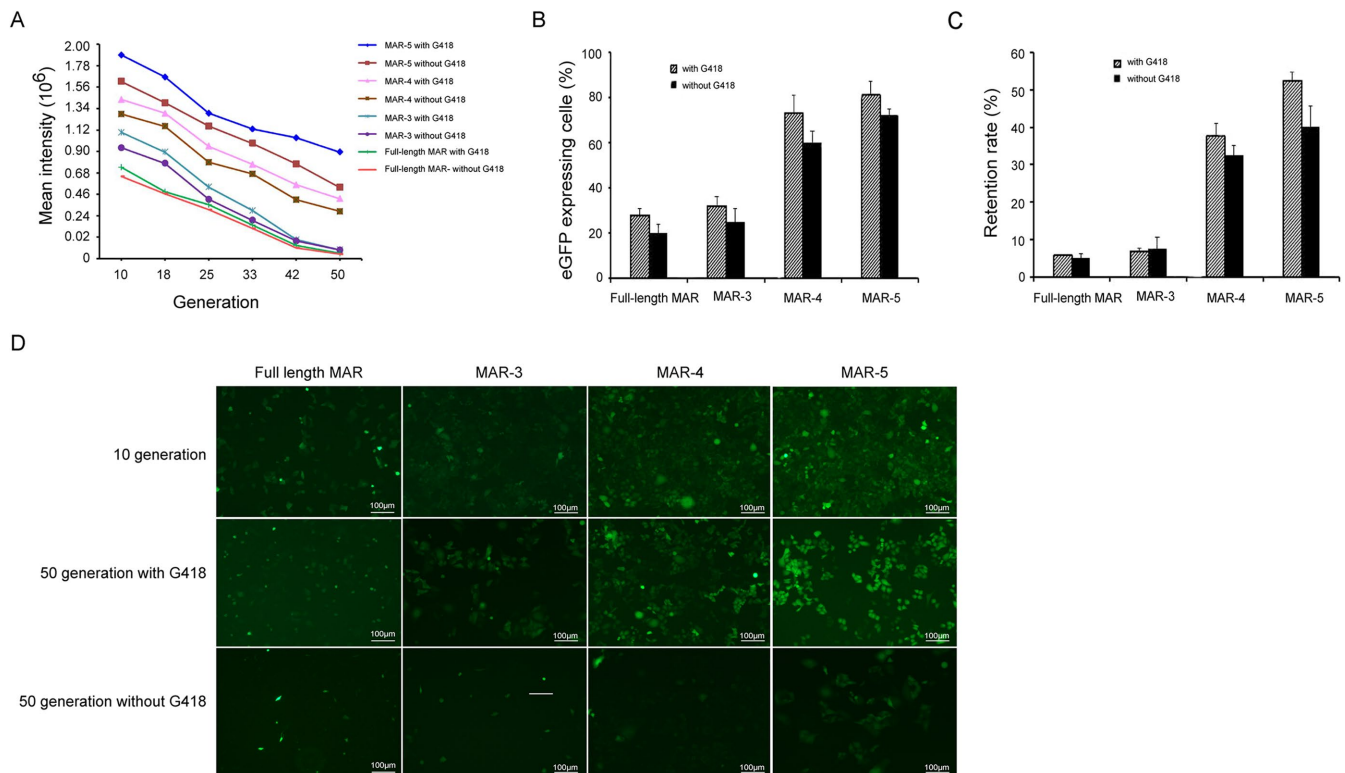 A
Mean intensity (10⁶)
2.00
1.78
1.56
1.34
1.12
0.90
0.68
0.46
0.24
0.02
0
10 18 25 33 42 50
Generation
MAR-5 with G418
MAR-5 without G418
MAR-4 with G418
MAR-4 without G418
MAR-3 with G418
MAR-3 without G418
Full-length MAR with G418
Full-length MAR- without G418
B
eGFP expressing celle (%)
100
80
60
40
20
0
with G418
without G418
Full-length MAR MAR-3 MAR-4 MAR-5
C
Retention rate (%)
60
50
40
30
20
10
0
with G418
without G418
Full-length MAR MAR-3 MAR-4 MAR-5
D
Full length MAR MAR-3 MAR-4 MAR-5
10 generation
100μm 100μm 100μm 100μm
50 generation with G418
100μm 100μm 100μm 100μm
50 generation without G418
100μm 100μm 100μm 100μm